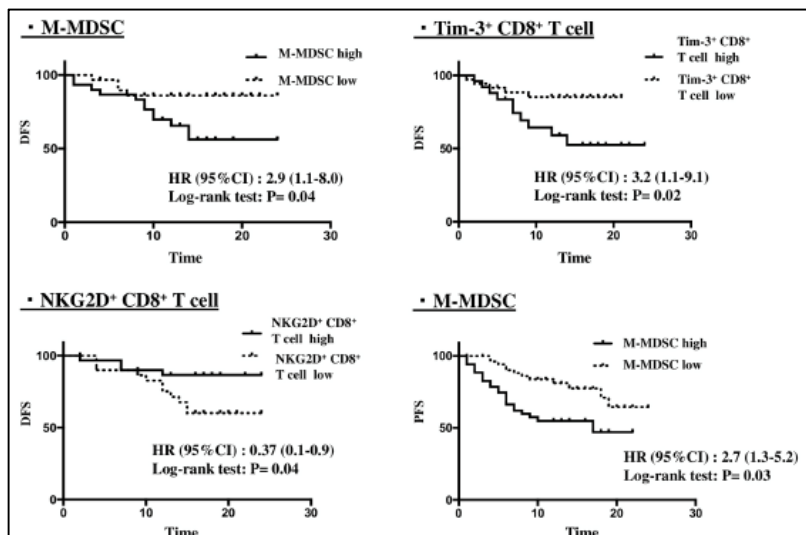 · M-MDSC
M-MDSC high
M-MDSC low
100
50
0
DFS
HR (95%CI) : 2.9 (1.1-8.0)
Log-rank test: P= 0.04
0
10
20
30
Time
· Tim-3⁺ CD8⁺ T cell
Tim-3⁺ CD8⁺
T cell high
Tim-3⁺ CD8⁺
T cell low
100
50
0
DFS
HR (95%CI) : 3.2 (1.1-9.1)
Log-rank test: P= 0.02
0
10
20
30
Time
· NKG2D⁺ CD8⁺ T cell
NKG2D⁺ CD8⁺
T cell high
NKG2D⁺ CD8⁺
T cell low
100
50
0
DFS
HR (95%CI) : 0.37 (0.1-0.9)
Log-rank test: P= 0.04
0
10
20
30
Time
· M-MDSC
M-MDSC high
M-MDSC low
100
50
0
PFS
HR (95%CI) : 2.7 (1.3-5.2)
Log-rank test: P= 0.03
0
10
20
30
Time